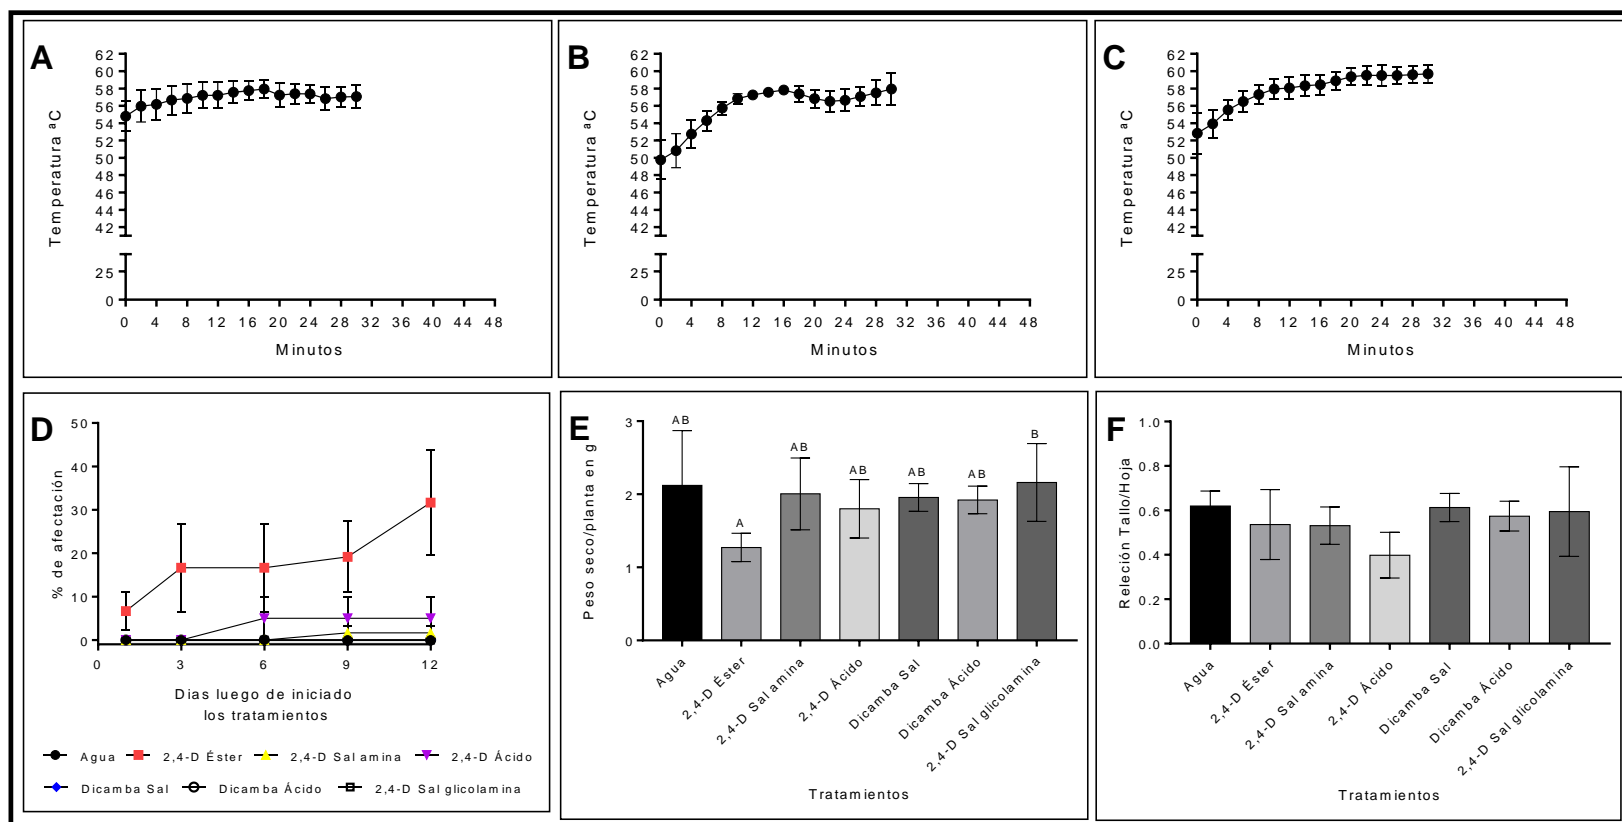 A
Temperatura ªC
62
60
58
56
54
52
50
48
46
44
42
25
0
0 4 8 12 16 20 24 28 32 36 40 44 48
Minutos
B
Temperatura ªC
62
60
58
56
54
52
50
48
46
44
42
25
0
0 4 8 12 16 20 24 28 32 36 40 44 48
Minutos
C
Temperatura ªC
62
60
58
56
54
52
50
48
46
44
42
25
0
0 4 8 12 16 20 24 28 32 36 40 44 48
Minutos
D
% de afectación
50
40
30
20
10
0
0 3 6 9 12
Dias luego de iniciado
los tratamientos
Agua 2,4-D Éster 2,4-D Sal amina 2,4-D Ácido
Dicamba Sal Dicamba Ácido 2,4-D Sal glicolamina
E
Peso seco/planta en g
3
2
1
0
AB A AB AB AB AB B
Agua
2,4-D Éster
2,4-D Sal amina
2,4-D Ácido
Dicamba Sal
Dicamba Ácido
2,4-D Sal glicolamina
Tratamientos
F
Releción Tallo/Hoja
1.0
0.8
0.6
0.4
0.2
0.0
Agua
2,4-D Éster
2,4-D Sal amina
2,4-D Ácido
Dicamba Sal
Dicamba Ácido
2,4-D Sal glicolamina
Tratamientos